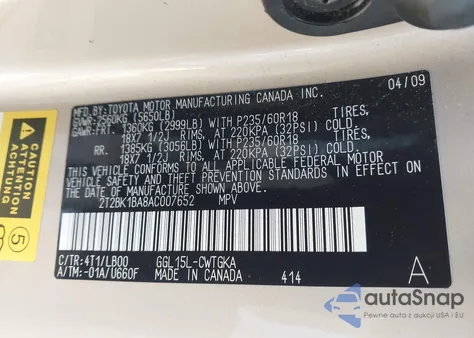 MFD.BY:TOYOTA MOTOR MANUFACTURING CANADA INC.
04/09
GVWR:2560KG (5650LB)
GAWR:FRT. 1360KG (2999LB) WITH P235/60R18 TIRES,
18X7 1/2J RIMS, AT 220KPA (32PSI) COLD.
RR. 1385KG (3056LB) WITH P235/60R18 TIRES,
18X7 1/2J RIMS, AT 220KPA (32PSI) COLD.
THIS VEHICLE CONFORMS TO ALL APPLICABLE FEDERAL MOTOR
VEHICLE SAFETY AND THEFT PREVENTION STANDARDS IN EFFECT ON
THE DATE OF MANUFACTURE SHOWN ABOVE.
2T2BK1BA8AC007652 MPV
C/TR: 4T1/LB00 GGL15L-CWTGKA
A/TM: -01A/U660F MADE IN CANADA 414 A
ATTENTION
ACHTUNG
5
autoSnap
Pewne auta z USA i EU